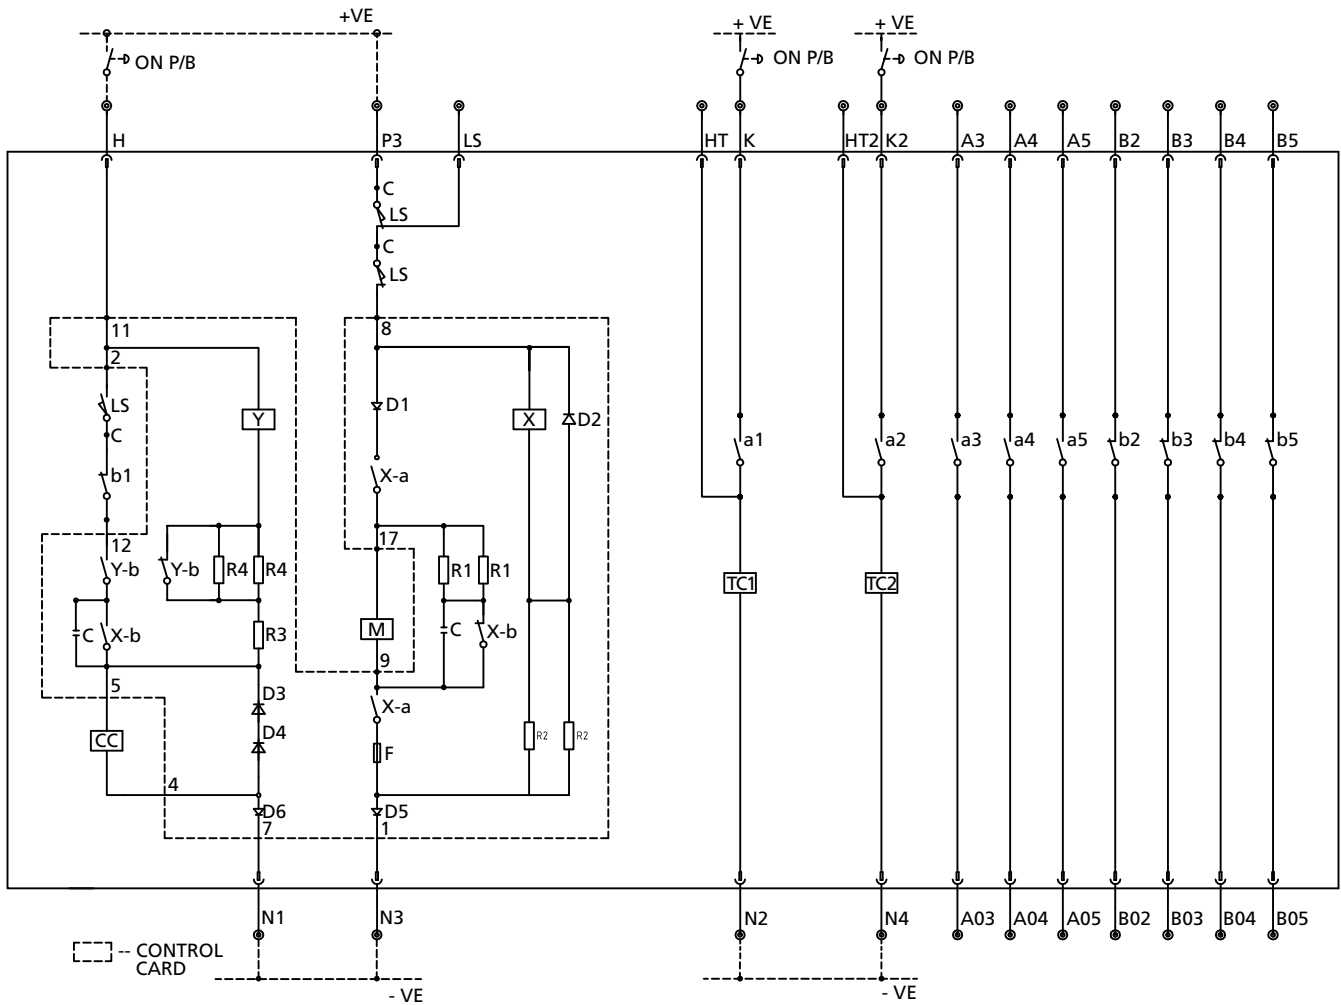 +VE
+ VE
+ VE
ON P/B
ON P/B
ON P/B
H
P3
LS
HT
K
HT2
K2
A3
A4
A5
B2
B3
B4
B5
C
LS
C
LS
11
8
2
LS
Y
D1
X
D2
C
a1
a2
a3
a4
a5
b2
b3
b4
b5
b1
X-a
12
17
Y-b
Y-b
R4
R4
R1
R1
TC1
TC2
C
X-b
R3
M
C
X-b
9
5
D3
X-a
D4
CC
F
R2
R2
4
D6
D5
7
1
N1
N3
N2
N4
A03
A04
A05
B02
B03
B04
B05
-- CONTROL
CARD
- VE
- VE